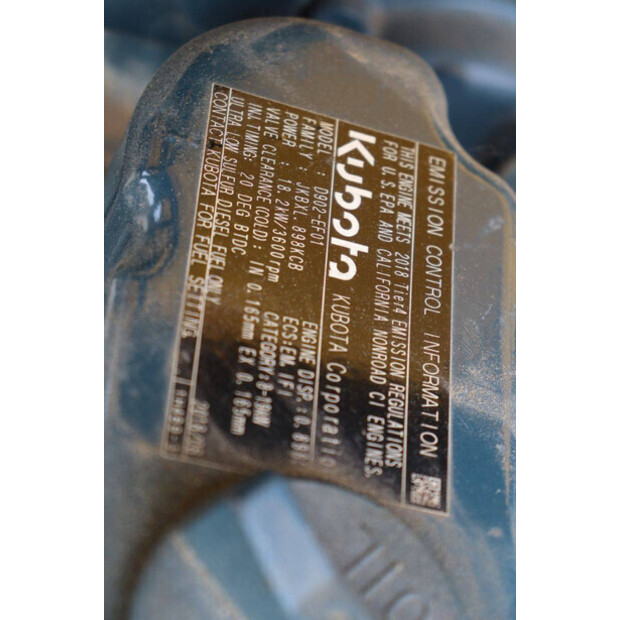 EMISSION CONTROL INFORMATION
THIS ENGINE MEETS 2018 Tier4 EMISSION REGULATIONS
FOR U.S. EPA AND CALIFORNIA NONROAD CI ENGINES.
Kubota KUBOTA Corporatio
MODEL : D902-EF01 ENGINE DISP.:
FAMILY : JKBXL.898KCB ECS:EM, IFI
POWER : 18.2kW/3600rpm CATEGORY:8-19kW
VALVE CLEARANCE(COLD): IN 0.165mm EX 0.165mm
INJ.TIMING: 20 DEG BTDC
ULTRA LOW SULFUR DIESEL FUEL ONLY
CONTACT KUBOTA FOR FUEL SETTING
OIL